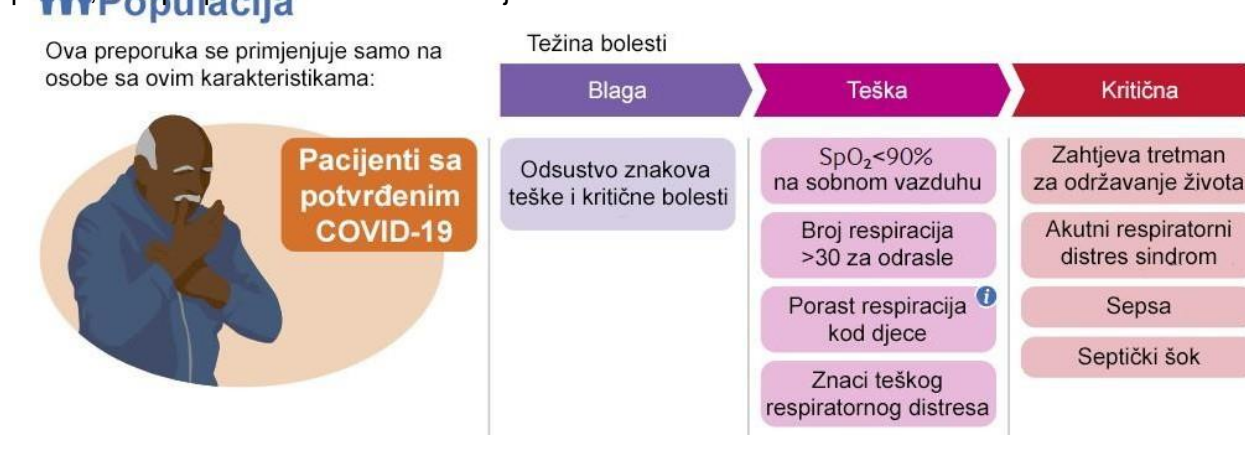 Populacija
Ova preporuka se primjenjuje samo na
osobe sa ovim karakteristikama:
Pacijenti sa
potvrđenim
COVID-19
Težina bolesti
Blaga
Odsustvo znakova
teške i kritične bolesti
Teška
SpO₂<90%
na sobnom vazduhu
Broj respiracija
>30 za odrasle
Porast respiracija
kod djece
i
Znaci teškog
respiratornog distresa
Kritična
Zahtjeva tretman
za održavanje života
Akutni respiratorni
distres sindrom
Sepsa
Septički šok